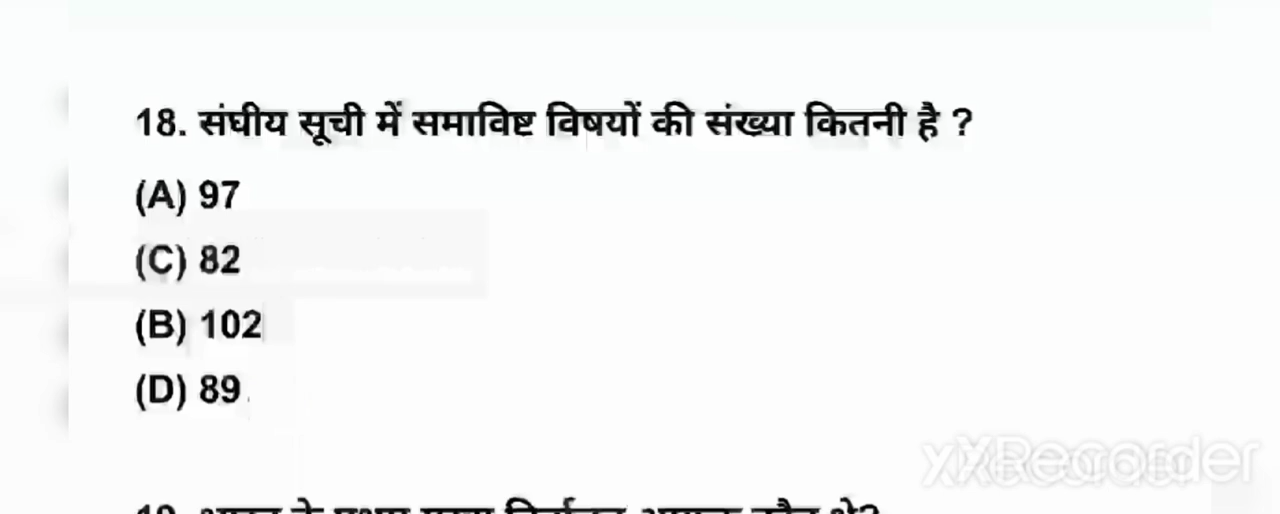 18. संघीय सूची में समाविष्ट विषयों की संख्या कितनी है ?
(A) 97
(C) 82
(B) 102
(D) 89
XRecorder